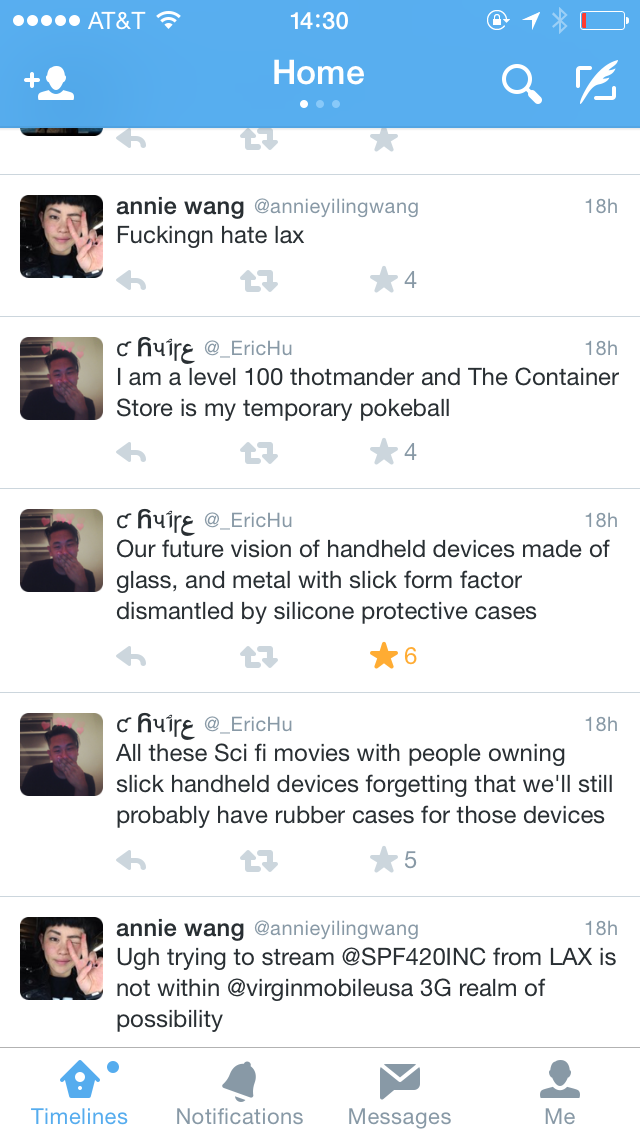 AT&T 14:30
Home
annie wang @annieyilingwang 18h
Fuckingn hate lax
4
@_EricHu 18h
I am a level 100 thotmander and The Container
Store is my temporary pokeball
4
@_EricHu 18h
Our future vision of handheld devices made of
glass, and metal with slick form factor
dismantled by silicone protective cases
6
@_EricHu 18h
All these Sci fi movies with people owning
slick handheld devices forgetting that we'll still
probably have rubber cases for those devices
5
annie wang @annieyilingwang 18h
Ugh trying to stream @SPF420INC from LAX is
not within @virginmobileusa 3G realm of
possibility
Timelines Notifications Messages Me